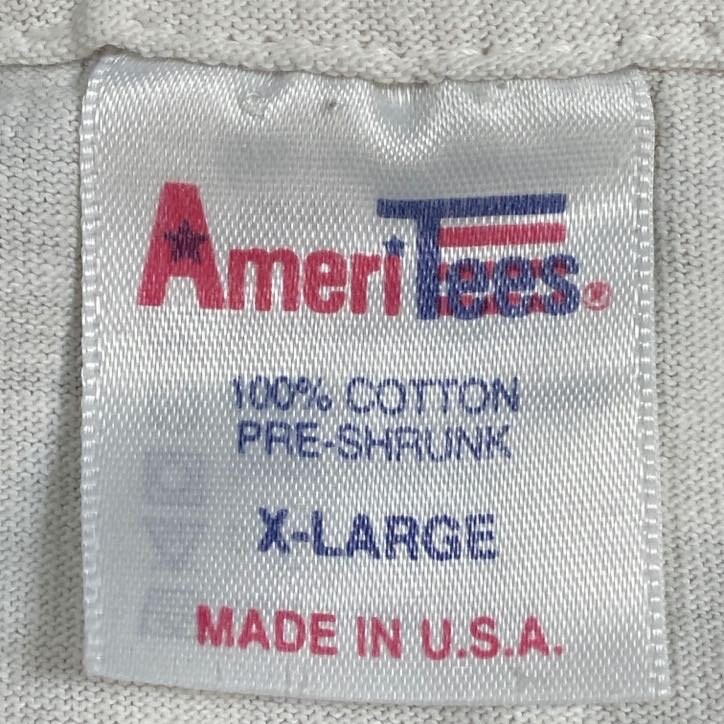 AmeriTees®
100% COTTON
PRE-SHRUNK
X-LARGE
MADE IN U.S.A.